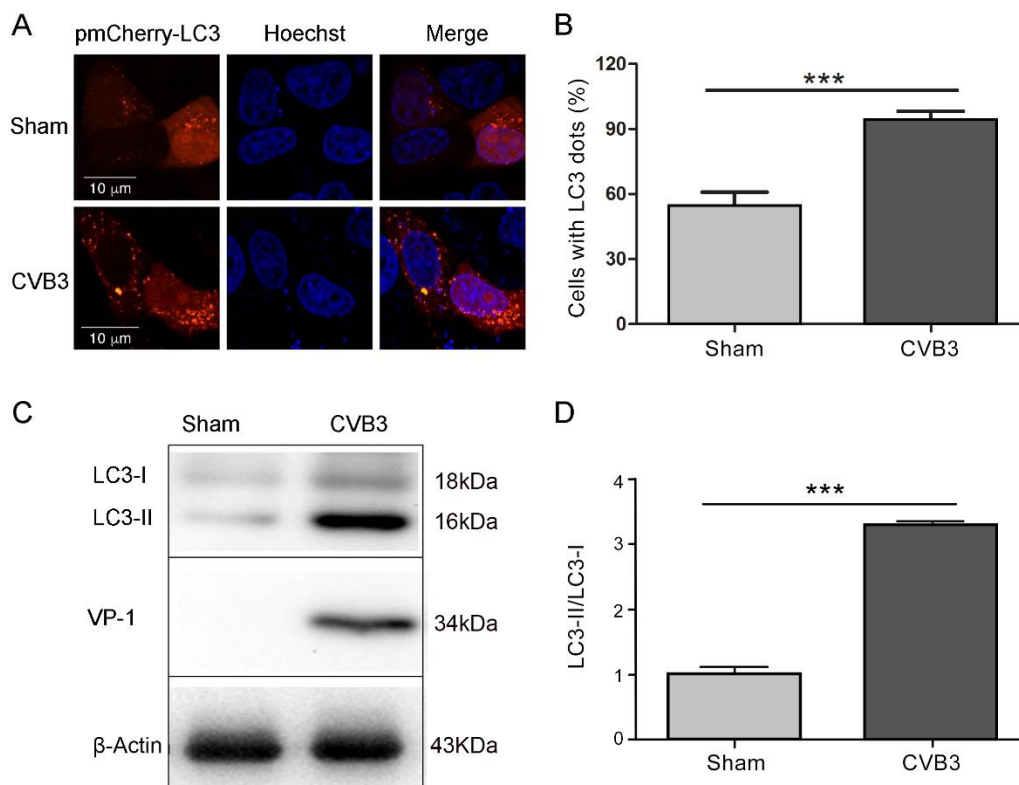 A
pmCherry-LC3 Hoechst Merge
Sham
10 μm
CVB3
10 μm
B
Cells with LC3 dots (%)
120
90
60
30
0
***
Sham CVB3
C
Sham CVB3
LC3-I 18kDa
LC3-II 16kDa
VP-1 34kDa
β-Actin 43KDa
D
LC3-II/LC3-I
4
3
2
1
0
***
Sham CVB3